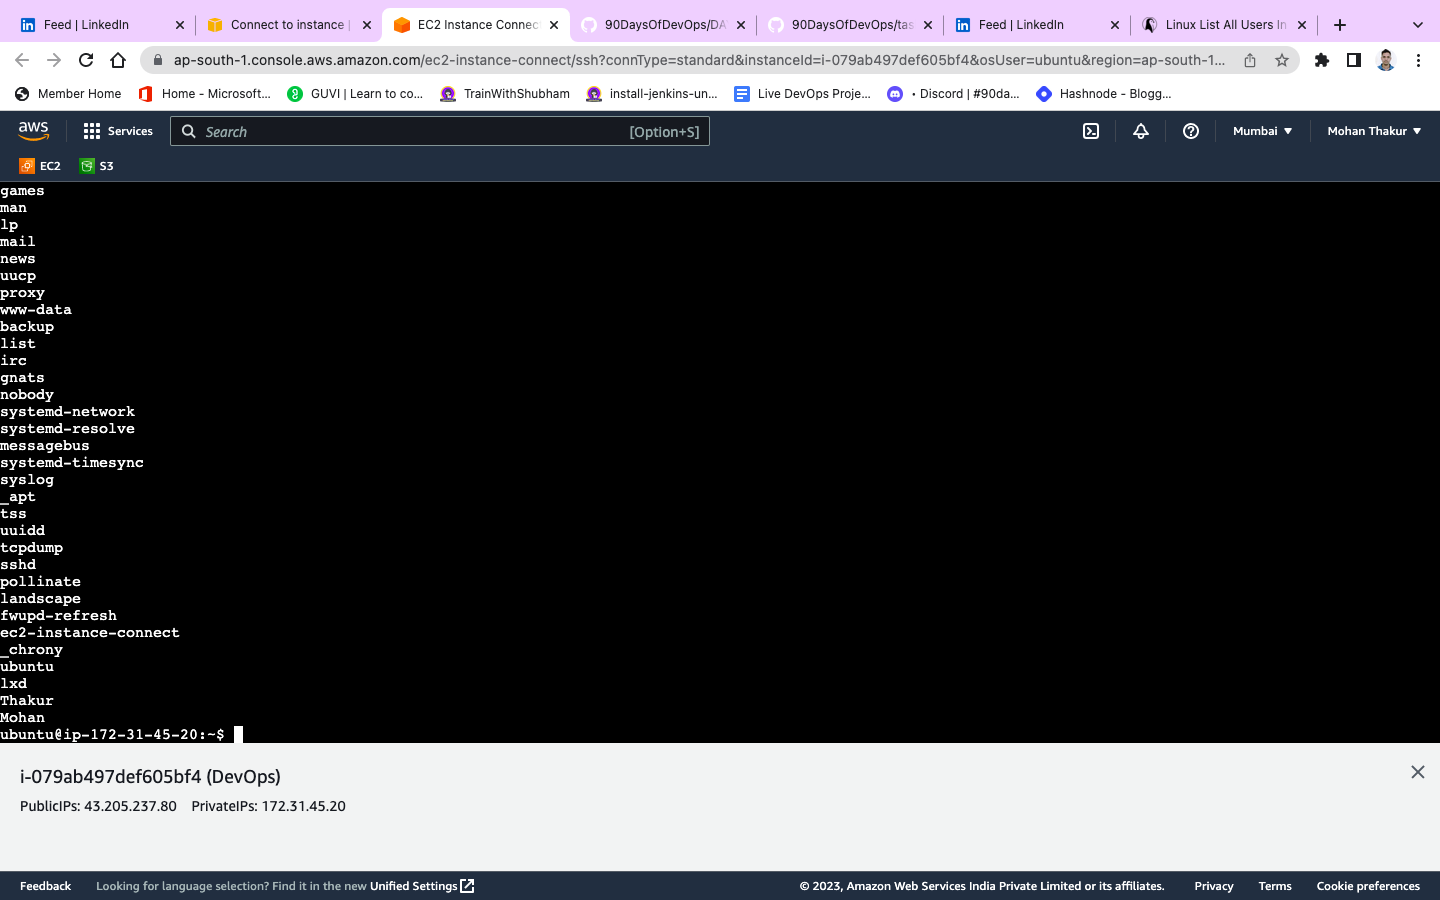 Feed | LinkedIn
Connect to instance |
EC2 Instance Connec
90DaysOfDevOps/DA
90DaysOfDevOps/tas
Feed | LinkedIn
Linux List All Users In
ap-south-1.console.aws.amazon.com/ec2-instance-connect/ssh?connType=standard&instanceId=i-079ab497def605bf4&osUser=ubuntu&region=ap-south-1...
Member Home
Home - Microsoft...
GUVI | Learn to co...
TrainWithShubham
install-jenkins-un...
Live DevOps Proje...
• Discord | #90da...
Hashnode - Blogg...
aws
Services
Search
[Option+S]
Mumbai
Mohan Thakur
EC2
S3
games
man
lp
mail
news
uucp
proxy
www-data
backup
list
irc
gnats
nobody
systemd-network
systemd-resolve
messagebus
systemd-timesync
syslog
_apt
tss
uuidd
tcpdump
sshd
pollinate
landscape
fwupd-refresh
ec2-instance-connect
_chrony
ubuntu
lxd
Thakur
Mohan
ubuntu@ip-172-31-45-20:~$
i-079ab497def605bf4 (DevOps)
PublicIPs: 43.205.237.80 PrivateIPs: 172.31.45.20
Feedback
Looking for language selection? Find it in the new Unified Settings
© 2023, Amazon Web Services India Private Limited or its affiliates.
Privacy
Terms
Cookie preferences